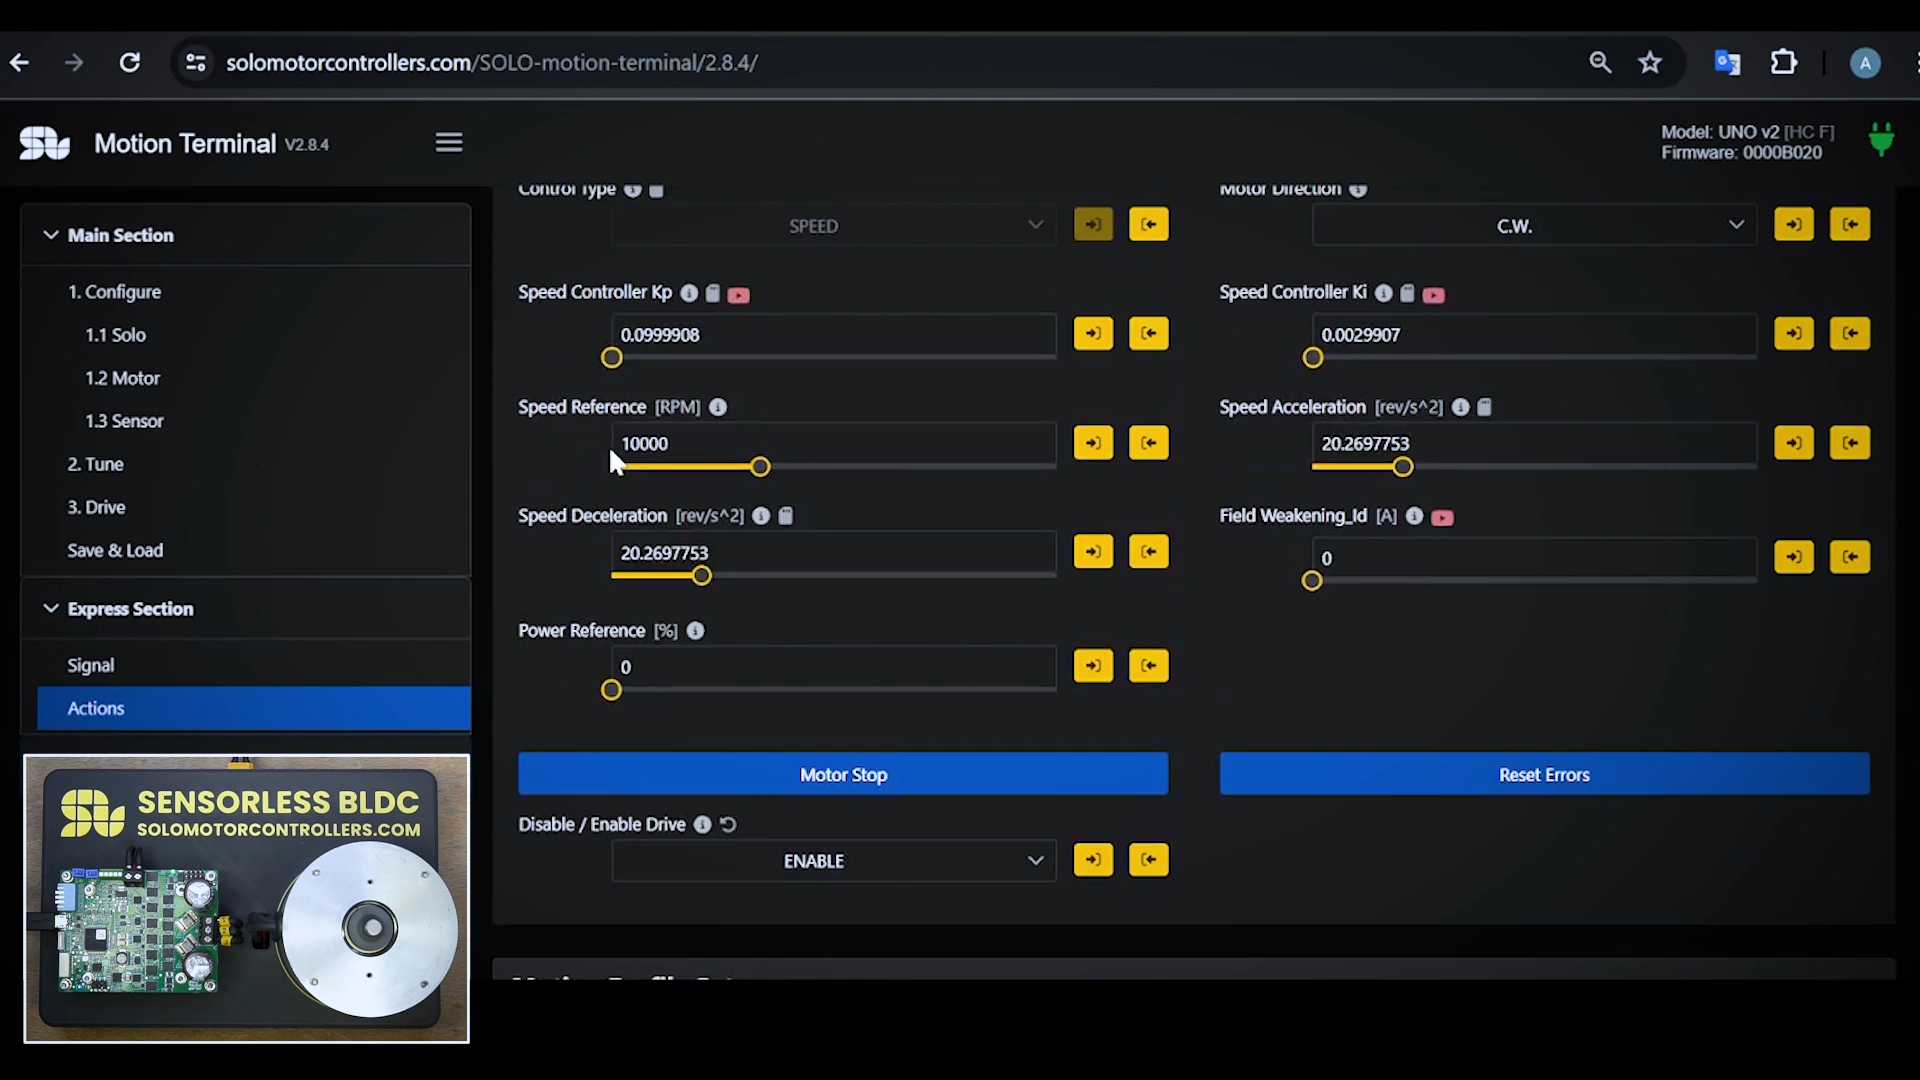 solomotorcontrollers.com/SOLO-motion-terminal/2.8.4/
A
Motion Terminal V2.8.4
Model: UNO v2 [HC F]
Firmware: 0000B020
Main Section
1. Configure
1.1 Solo
1.2 Motor
1.3 Sensor
2. Tune
3. Drive
Save & Load
Express Section
Signal
Actions
Control Type
SPEED
Motor Direction
C.W.
Speed Controller Kp
0.0999908
Speed Controller Ki
0.0029907
Speed Reference [RPM]
10000
Speed Acceleration [rev/s^2]
20.2697753
Speed Deceleration [rev/s^2]
20.2697753
Field Weakening_Id [A]
0
Power Reference [%]
0
Motor Stop
Reset Errors
Disable / Enable Drive
ENABLE
SENSORLESS BLDC
SOLOMOTORCONTROLLERS.COM